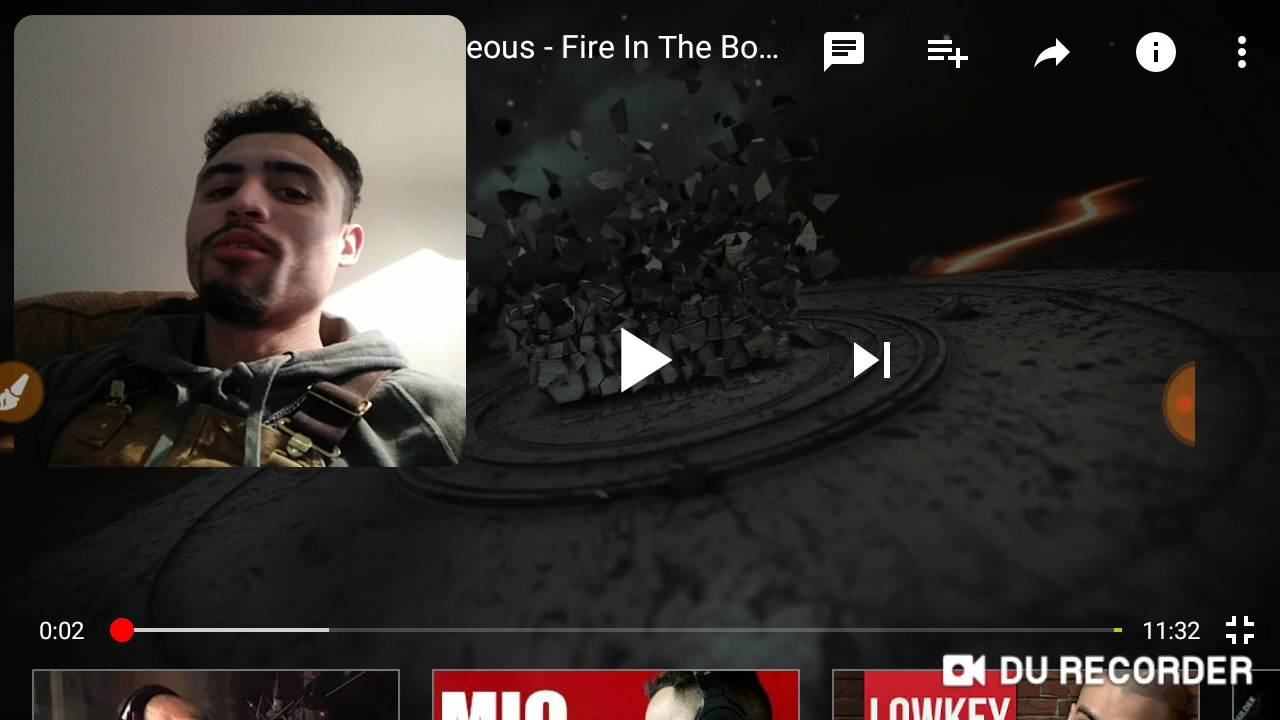 eous - Fire In The Bo...
0:02
11:32
DU RECORDER
MIC
LOWKEY